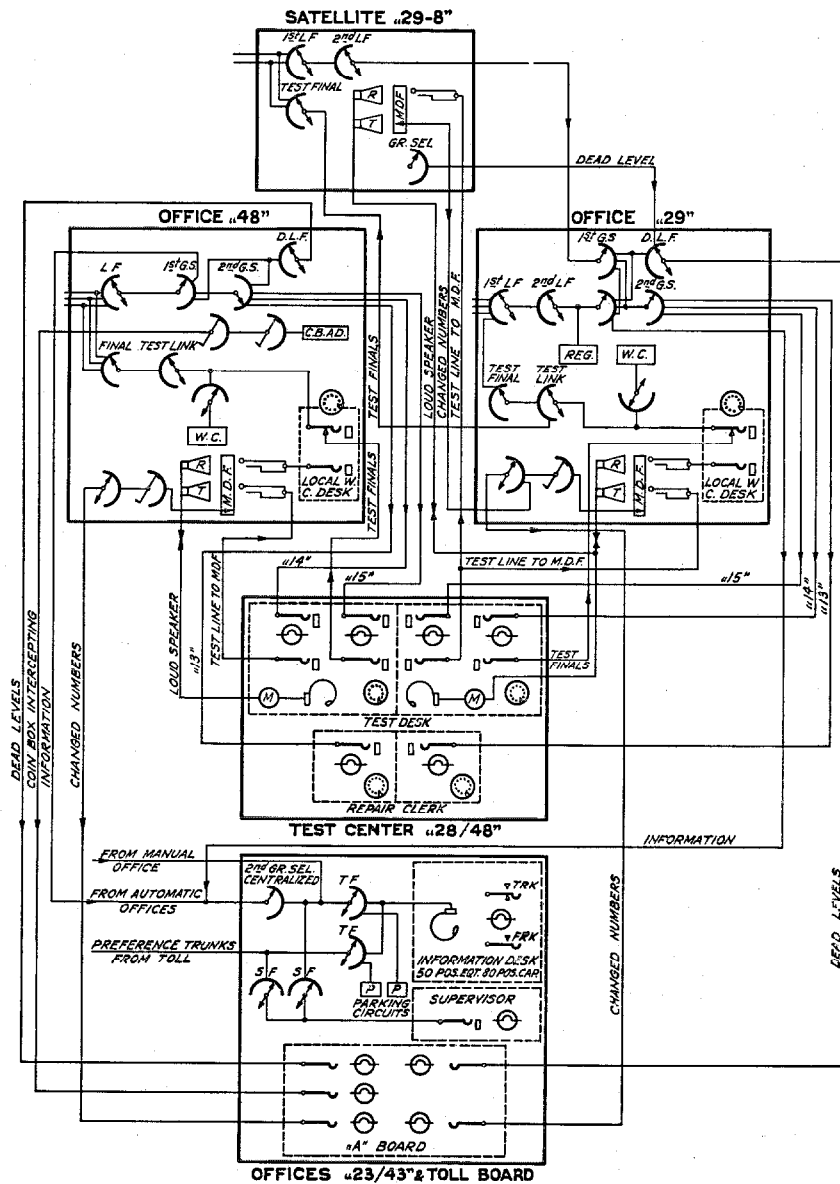 SATELLITE „29-8”
1st LF 2nd LF
TEST FINAL
R
T
MDF
GR. SEL
DEAD LEVEL
OFFICE „48”
D.L.F.
L F
1st G.S.
2nd G.S.
C.B.AD.
FINAL TEST LINK
W.C.
LOCAL W
C. DESK
R
T
M.D.F.
TEST FINALS
TEST FINALS
LOUD SPEAKER
CHANGED NUMBERS
TEST LINE TO M.D.F.
OFFICE „29”
1st G.S
D.L.F.
1st LF 2nd LF
2nd G.S.
REG.
W.C.
TEST
FINAL
TEST
LINK
LOCAL W
C. DESK
R
T
M.D.F.
TEST LINE TO M.D.F.
„14”
„15”
„15”
„14”
„13”
DEAD LEVELS
COIN BOX INTERCEPTING
INFORMATION
CHANGED NUMBERS
LOUD SPEAKER
„13”
TEST LINE TO MDF
TEST
FINALS
M
M
TEST DESK
REPAIR CLERK
TEST CENTER „28/48”
INFORMATION
FROM MANUAL
OFFICE
2nd GR. SEL.
CENTRALIZED
FROM AUTOMATIC
OFFICES
PREFERENCE TRUNKS
FROM TOLL
T F
T F
S F
S F
P
P
PARKING
CIRCUITS
TRK
TRK
INFORMATION DESK
50 POS.EQT. 80 POS.CAP.
SUPERVISOR
CHANGED NUMBERS
DEAD LEVELS
„A” BOARD
OFFICES „23/43” & TOLL BOARD